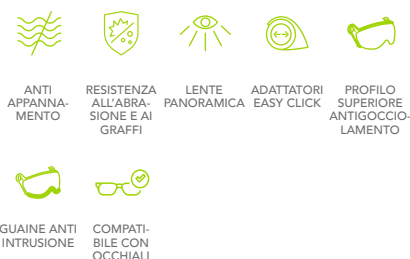 ANTI
APPANNA-
MENTO
RESISTENZA
ALL'ABRA-
SIONE E AI
GRAFFI
LENTE
PANORAMICA
ADATTATORI
EASY CLICK
PROFILO
SUPERIORE
ANTIGOCCIO-
LAMENTO
GUAINE ANTI
INTRUSIONE
COMPATI-
BILE CON
OCCHIALI